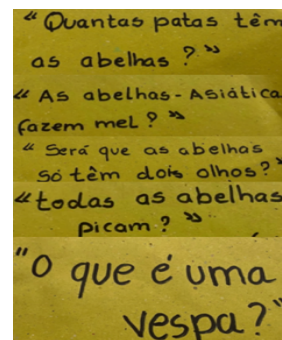 “Quantas patas têm
as abelhas?”
“As abelhas-Asiática
fazem mel?”
“Será que as abelhas
só têm dois olhos?”
“todas as abelhas
picam?”
"O que é uma
vespa?"